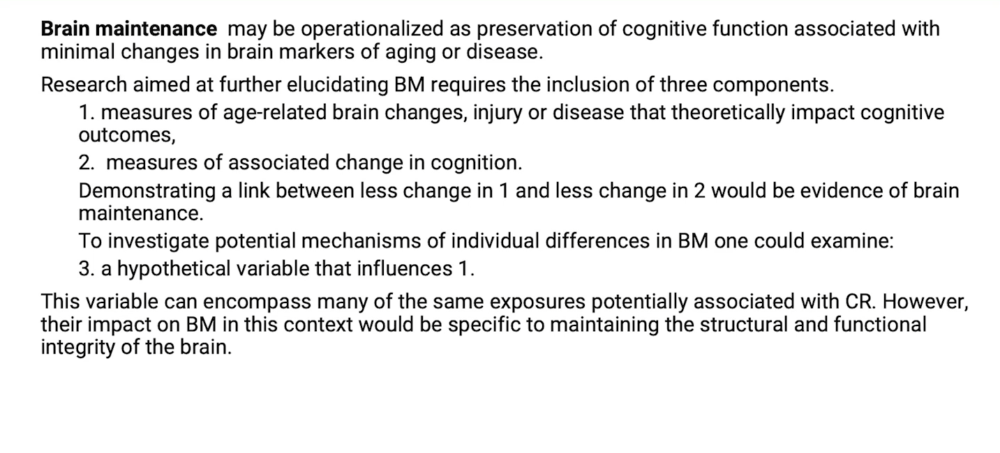 Brain maintenance may be operationalized as preservation of cognitive function associated with
minimal changes in brain markers of aging or disease.
Research aimed at further elucidating BM requires the inclusion of three components.
1. measures of age-related brain changes, injury or disease that theoretically impact cognitive
outcomes,
2. measures of associated change in cognition.
Demonstrating a link between less change in 1 and less change in 2 would be evidence of brain
maintenance.
To investigate potential mechanisms of individual differences in BM one could examine:
3. a hypothetical variable that influences 1.
This variable can encompass many of the same exposures potentially associated with CR. However,
their impact on BM in this context would be specific to maintaining the structural and functional
integrity of the brain.